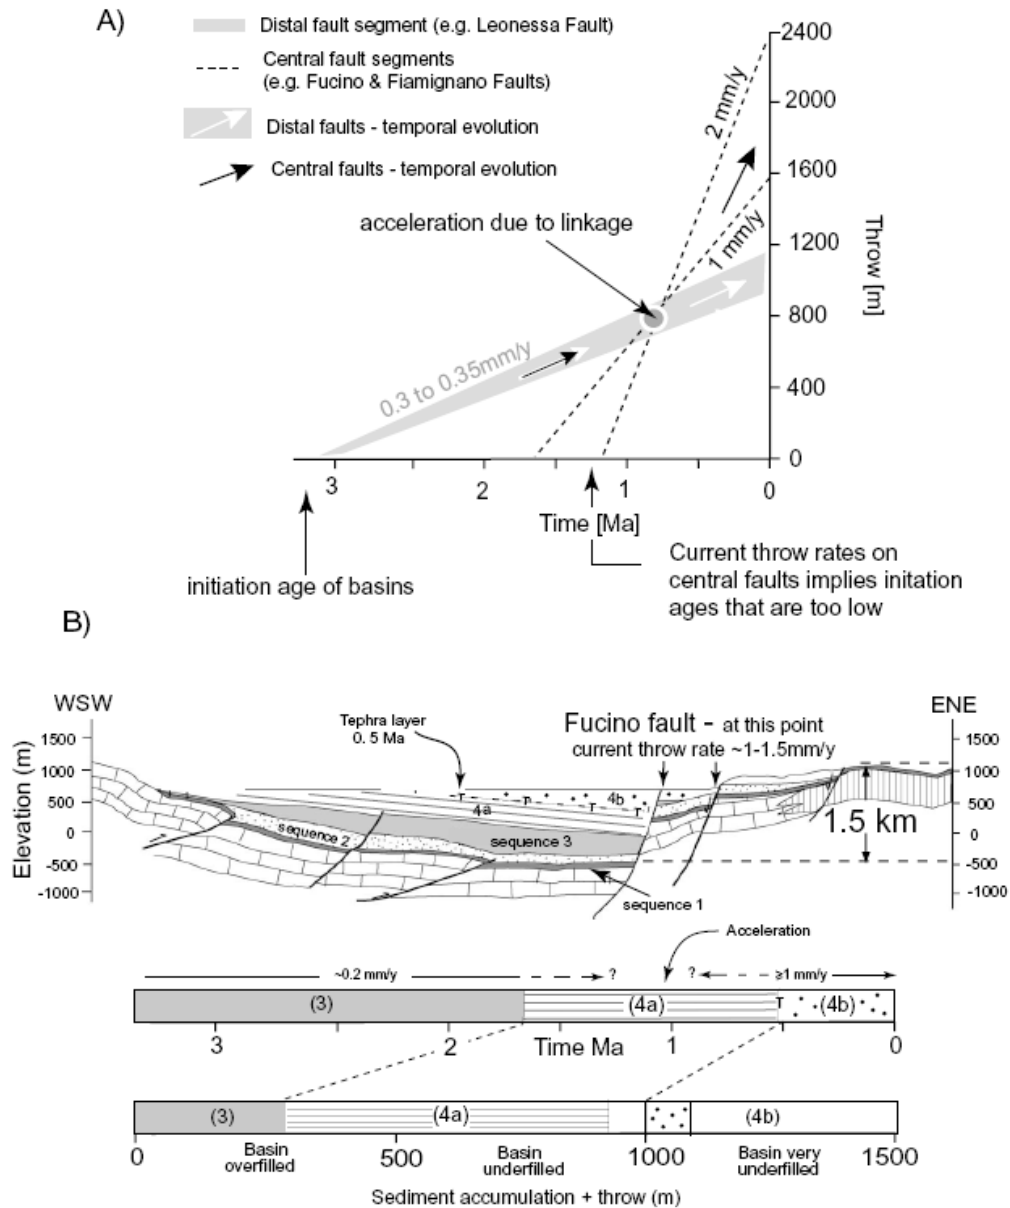 A)
Distal fault segment (e.g. Leonessa Fault)
Central fault segments
(e.g. Fucino & Fiamignano Faults)
Distal faults - temporal evolution
Central faults - temporal evolution
acceleration due to linkage
2 mm/y
1 mm/y
0.3 to 0.35mm/y
2400
2000
1600
1200
800
400
0
Throw [m]
3
2
1
0
Time [Ma]
initiation age of basins
Current throw rates on
central faults implies initation
ages that are too low
B)
WSW
ENE
Tephra layer
0. 5 Ma
Fucino fault - at this point
current throw rate ~1-1.5mm/y
Elevation (m)
1500
1000
500
0
-500
-1000
1500
1000
500
0
-500
-1000
T
T
T
T
4b
4a
sequence 2
sequence 3
sequence 1
1.5 km
Acceleration
~0.2 mm/y
?
?
≥1 mm/y
(3)
(4a)
T
(4b)
3
2
Time Ma
1
0
(3)
(4a)
(4b)
0
Basin
overfilled
500
Basin
underfilled
1000
Basin very
underfilled
1500
Sediment accumulation + throw (m)